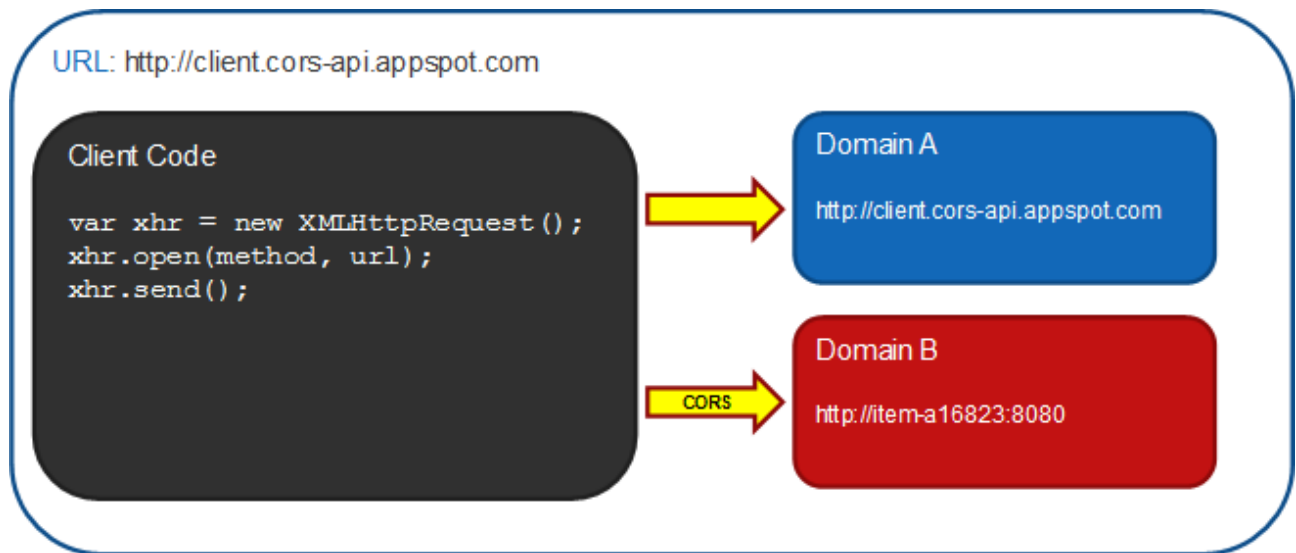 URL: http://client.cors-api.appspot.com
Client Code
var xhr = new XMLHttpRequest();
xhr.open(method, url);
xhr.send();
Domain A
http://client.cors-api.appspot.com
CORS
Domain B
http://item-a16823:8080